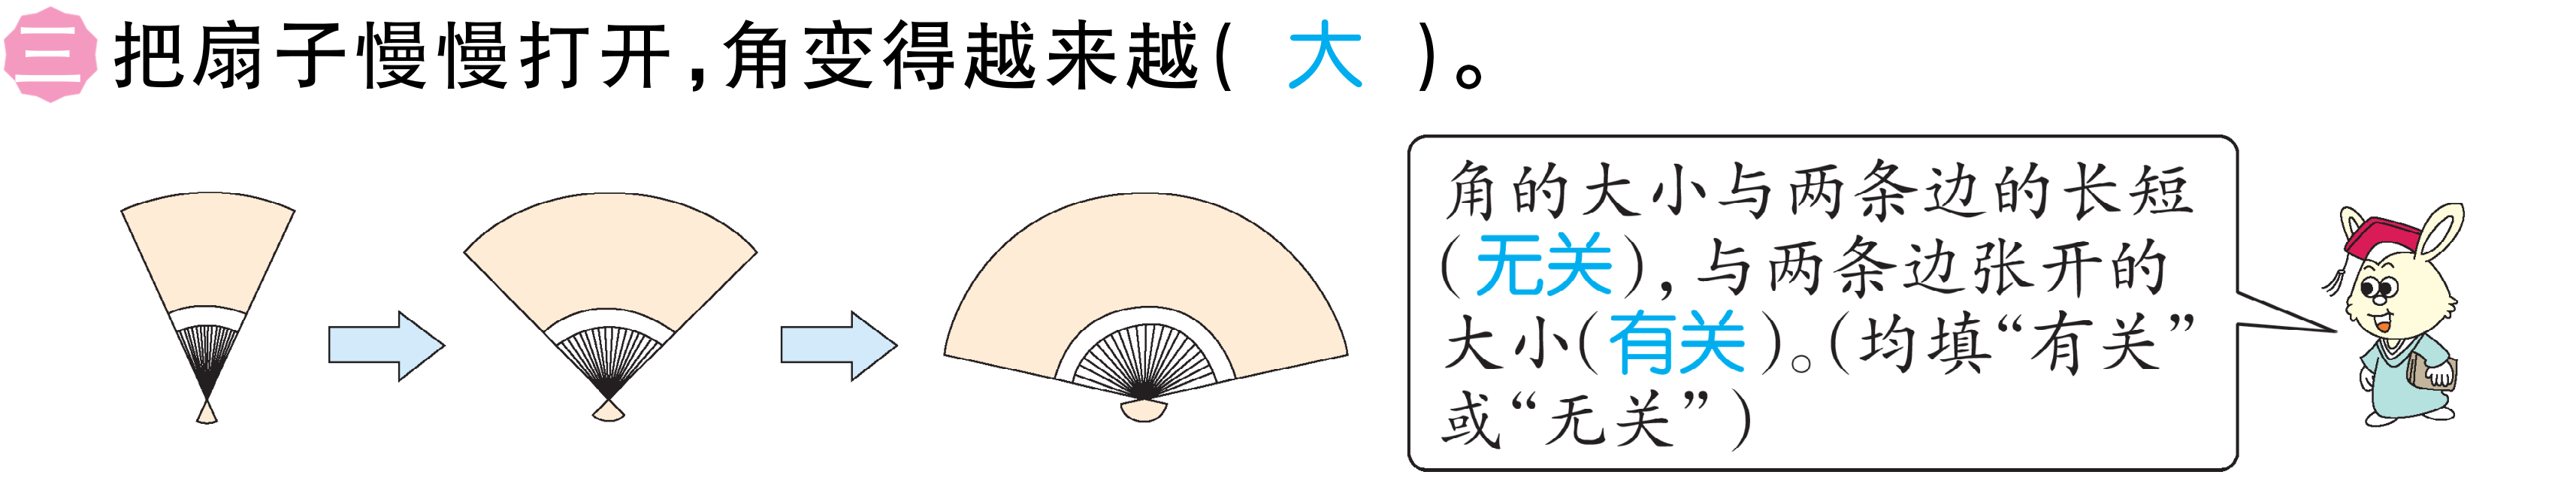 三 把扇子慢慢打开,角变得越来越( 大 )。
角的大小与两条边的长短
(无关),与两条边张开的
大小(有关)。(均填“有关”
或“无关”)